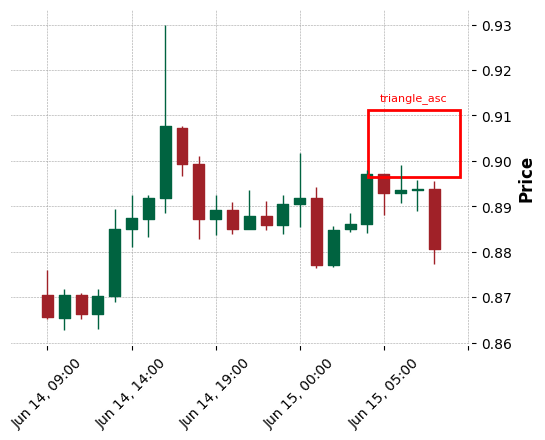 0.93
0.92
0.91
0.90
0.89
0.88
0.87
0.86
Price
triangle_asc
Jun 14, 09:00
Jun 14, 14:00
Jun 14, 19:00
Jun 15, 00:00
Jun 15, 05:00